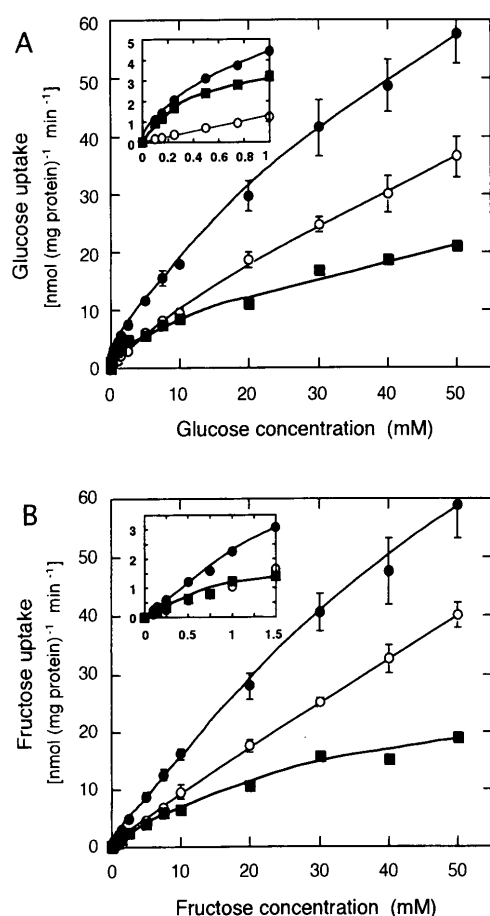 A
Glucose uptake
[nmol (mg protein)⁻¹ min⁻¹]
60
50
40
30
20
10
0
5
4
3
2
1
0
0 0.2 0.4 0.6 0.8 1
0 10 20 30 40 50
Glucose concentration (mM)
B
Fructose uptake
[nmol (mg protein)⁻¹ min⁻¹]
60
50
40
30
20
10
0
3
2
1
0
0 0.5 1.0 1.5
0 10 20 30 40 50
Fructose concentration (mM)